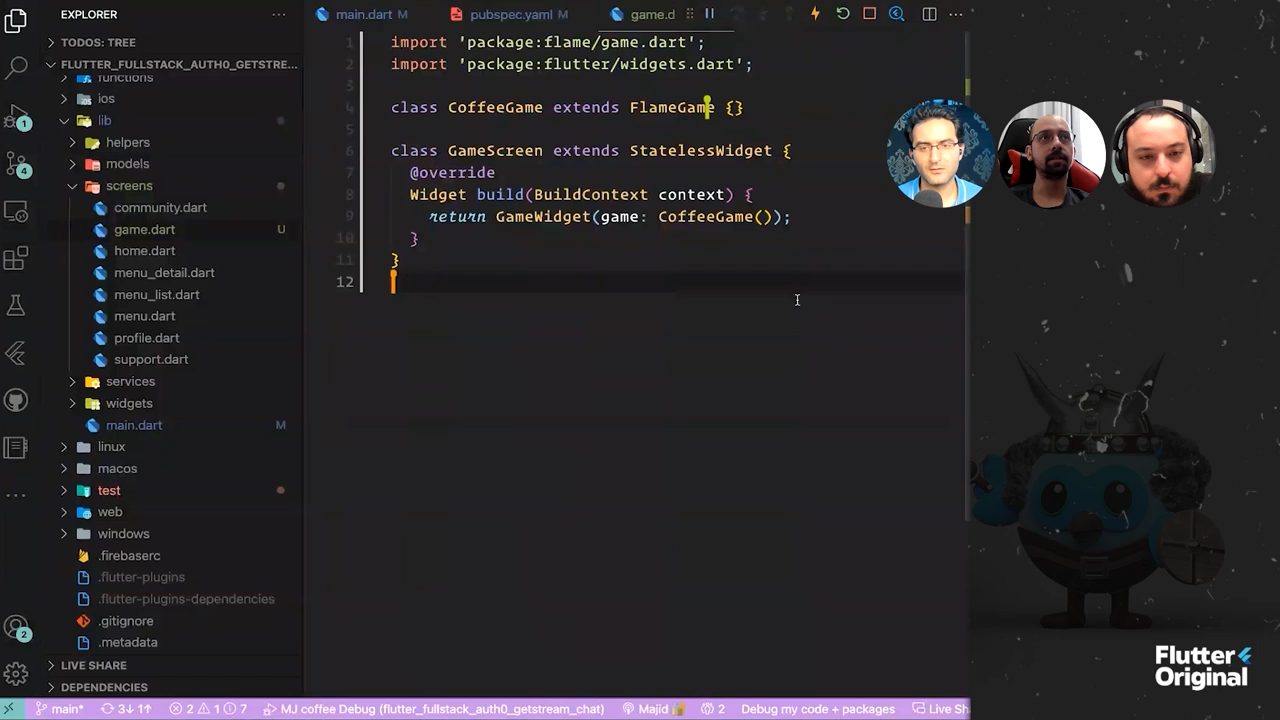 EXPLORER
main.dart M
pubspec.yaml M
game.d
TODOS: TREE
FLUTTER_FULLSTACK_AUTH0_GETSTRE...
functions
ios
lib
helpers
models
screens
community.dart
game.dart U
home.dart
menu_detail.dart
menu_list.dart
menu.dart
profile.dart
support.dart
services
widgets
main.dart M
linux
macos
test
web
windows
.firebaserc
.flutter-plugins
.flutter-plugins-dependencies
.gitignore
.metadata
LIVE SHARE
DEPENDENCIES
1
4
2
1 import 'package:flame/game.dart';
2 import 'package:flutter/widgets.dart';
3
4 class CoffeeGame extends FlameGame {}
5
6 class GameScreen extends StatelessWidget {
7 @override
8 Widget build(BuildContext context) {
9 return GameWidget(game: CoffeeGame());
10 }
11 }
12
Flutter
Original
main* 3↓ 1↑ 2 1 7 MJ coffee Debug (flutter_fullstack_auth0_getstream_chat) Majid 2 Debug my code + packages Live Sh